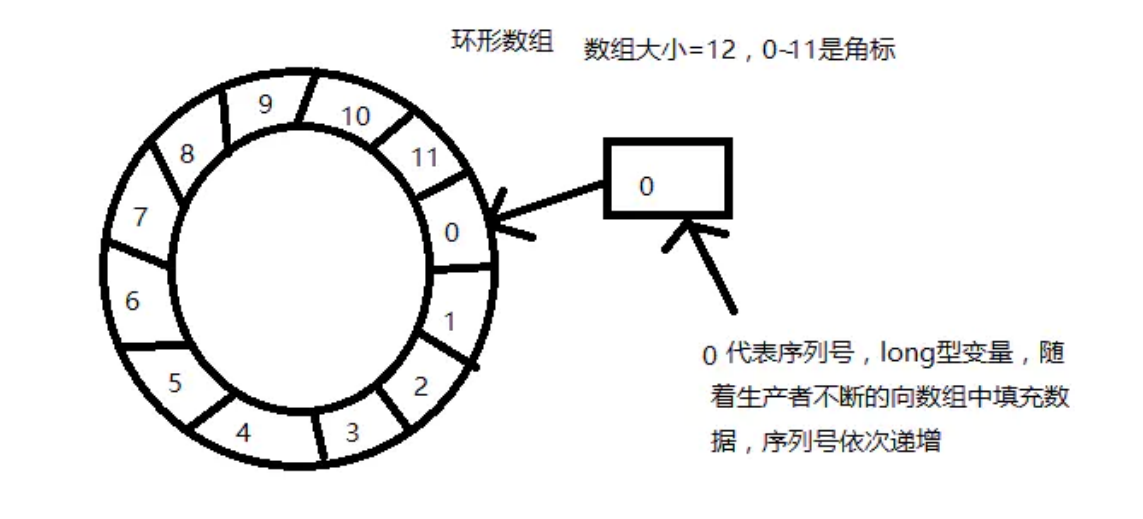 环形数组
数组大小=12，0-11是角标
9
10
8
11
7
0
0
6
1
5
2
4
3
0 代表序列号，long型变量，随
着生产者不断的向数组中填充数
据，序列号依次递增